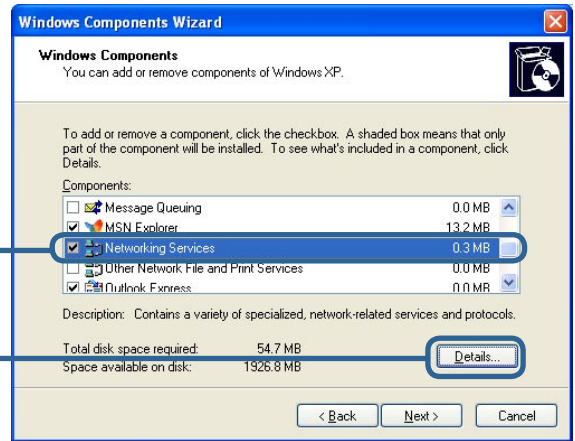 Windows Components Wizard
Windows Components
You can add or remove components of Windows XP.
To add or remove a component, click the checkbox. A shaded box means that only
part of the component will be installed. To see what's included in a component, click
Details.
Components:
Message Queuing 0.0 MB
MSN Explorer 13.2 MB
Networking Services 0.3 MB
Other Network File and Print Services 0.0 MB
Outlook Express 0.0 MB
Description: Contains a variety of specialized, network-related services and protocols.
Total disk space required: 54.7 MB
Space available on disk: 1926.8 MB
Details...
< Back Next > Cancel